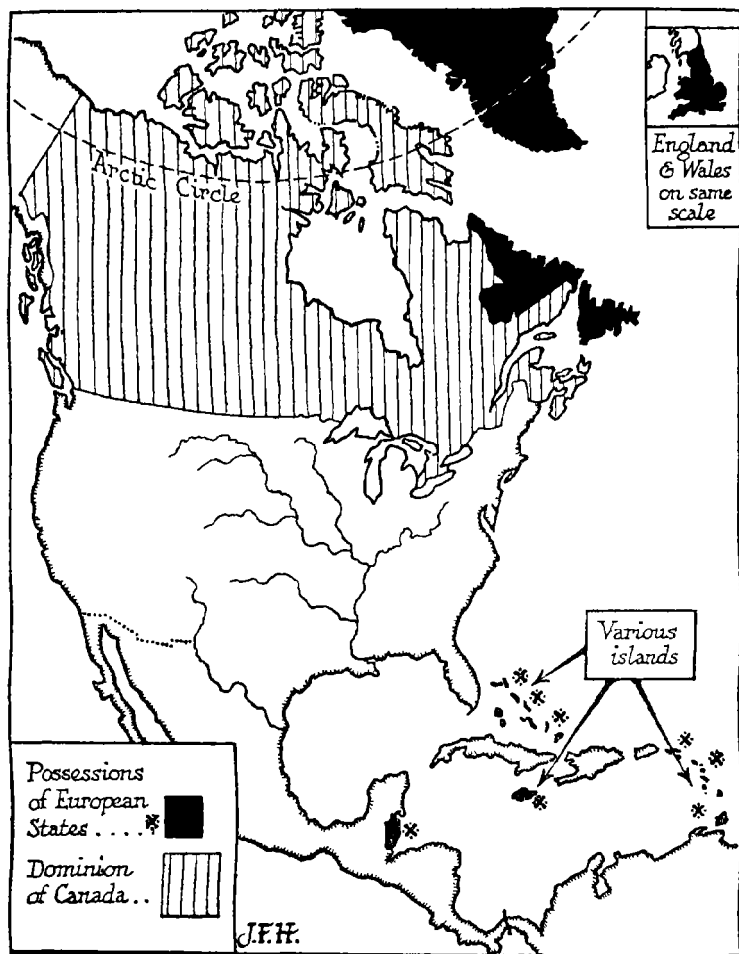 Arctic Circle
England
& Wales
on same
scale
Various
islands
Possessions
of European
States ....*
Dominion
of Canada..
J.F.H.